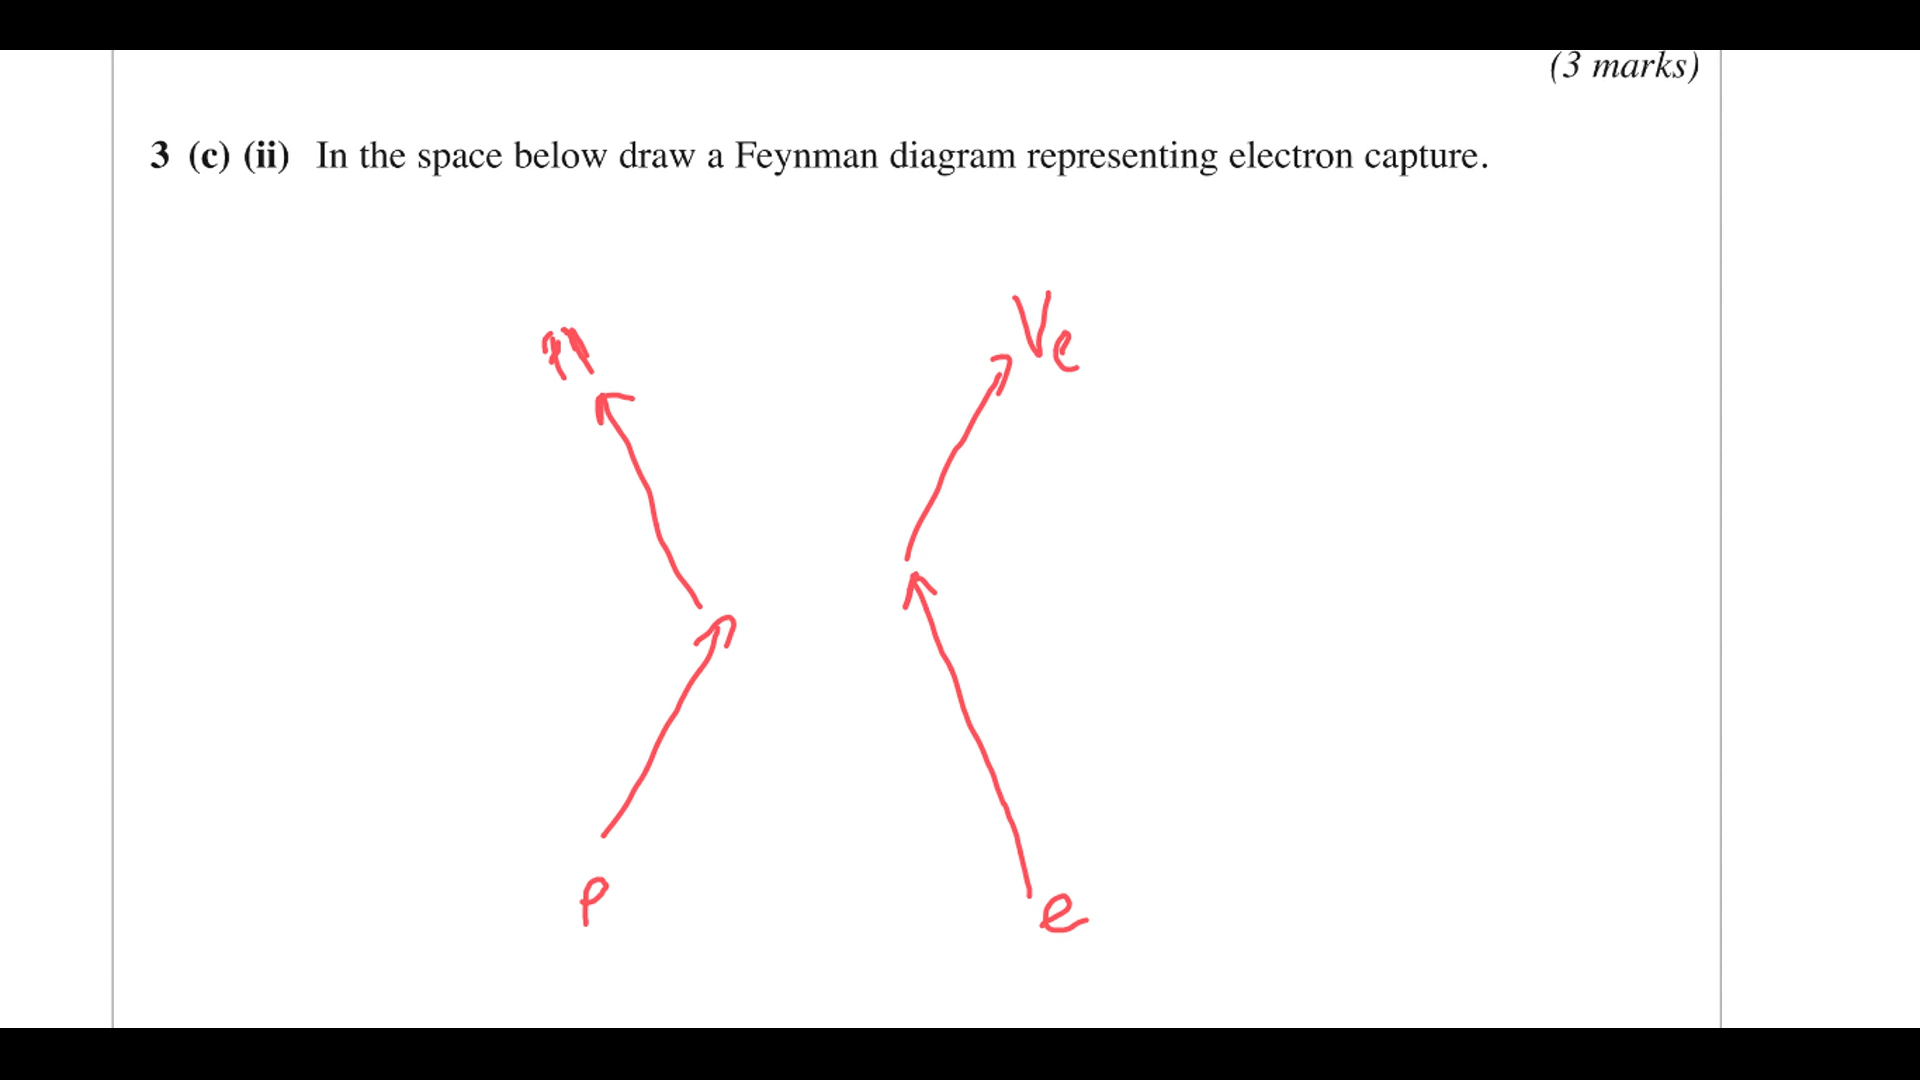 (3 marks)
3 (c) (ii) In the space below draw a Feynman diagram representing electron capture.
n
Ve
p
e